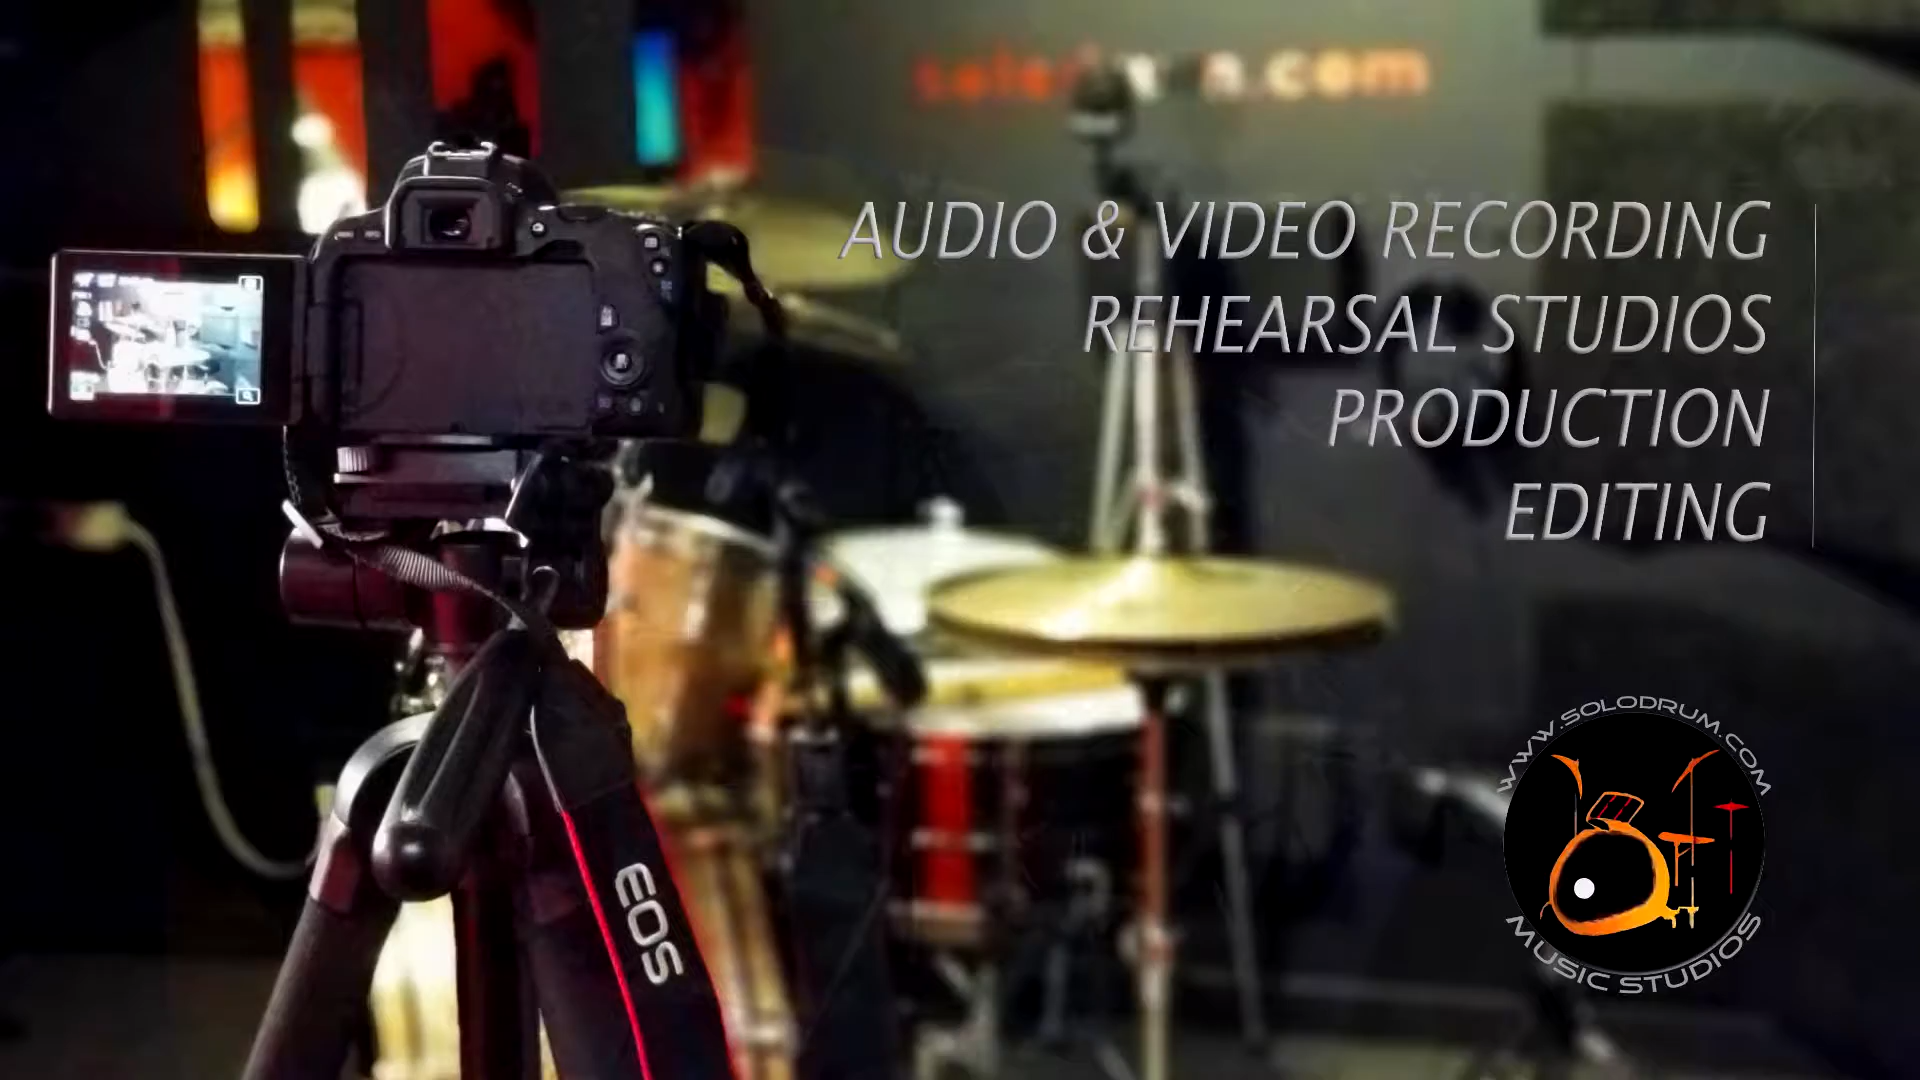 AUDIO & VIDEO RECORDING
REHEARSAL STUDIOS
PRODUCTION
EDITING
WWW.SOLODRUM.COM
MUSIC STUDIOS
EOS